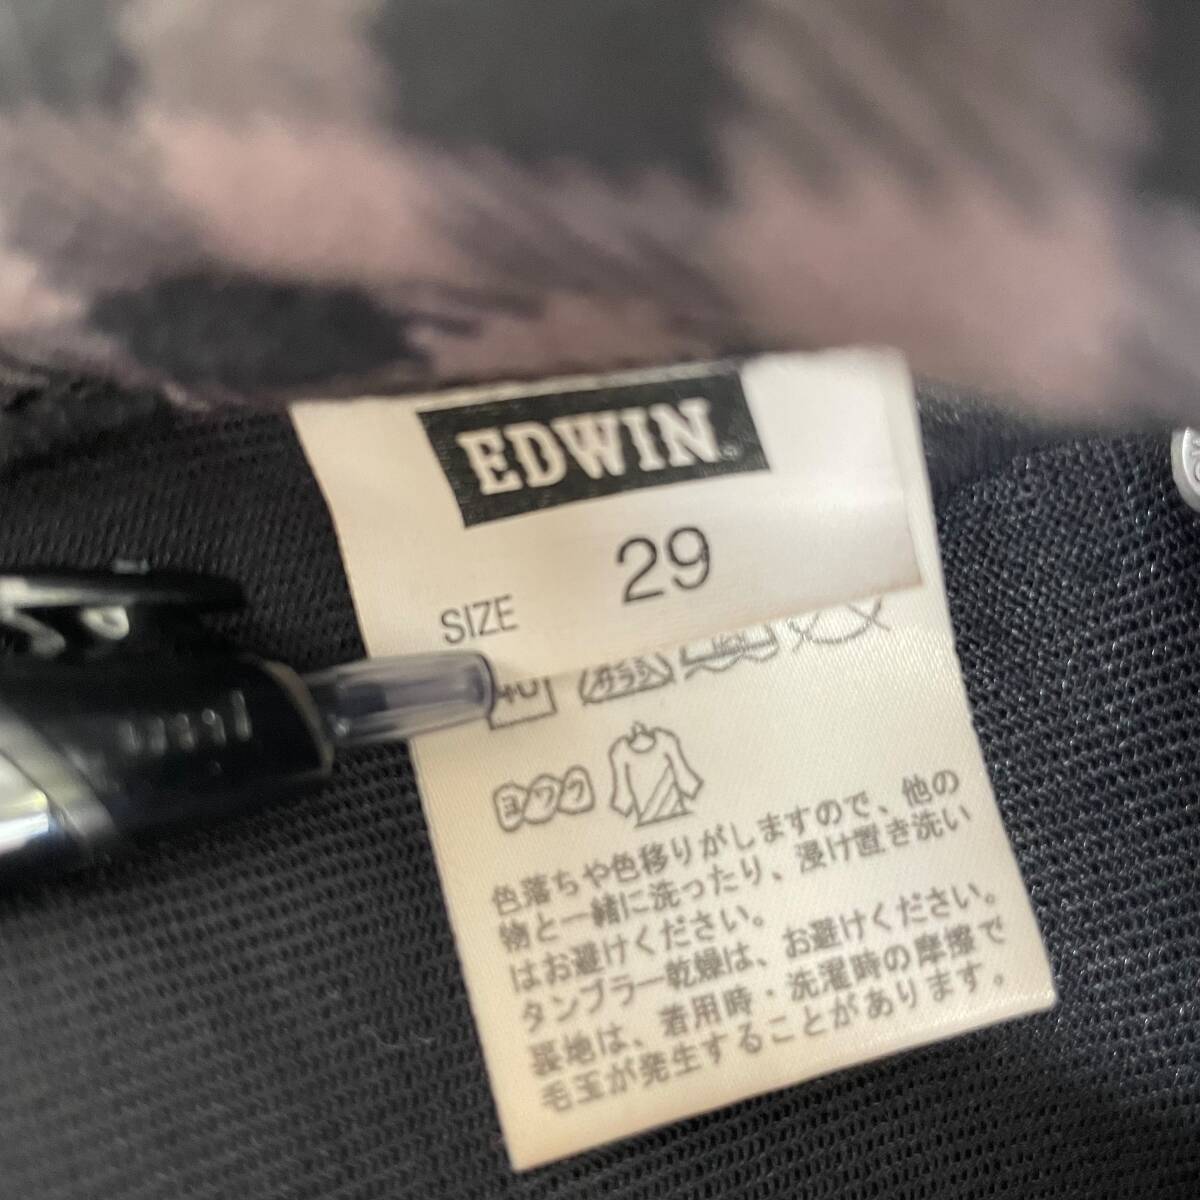 EDWIN
SIZE 29
40
ヨワク
色落ちや色移りがしますので、他の
物と一緒に洗ったり、浸け置き洗い
はお避けください。
タンブラー乾燥は、お避けください。
裏地は、着用時・洗濯時の摩擦で
毛玉が発生することがあります。